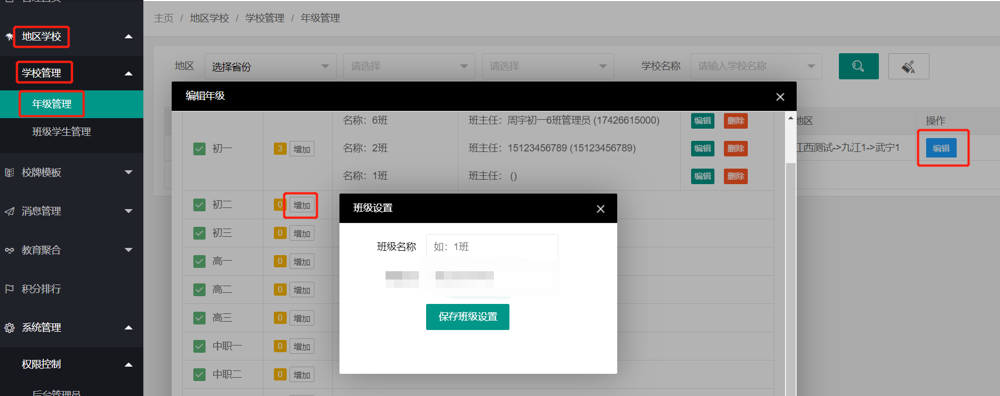 主页 / 地区学校 / 学校管理 / 年级管理
地区学校
学校管理
年级管理
班级学生管理
校牌模板
消息管理
教育聚合
积分排行
系统管理
权限控制
后台管理员
地区 选择省份 请选择 请选择 学校名称 请输入学校名称
地区 操作
江西测试->九江1->武宁1 编辑
编辑年级
名称：6班 班主任：周宇初一6班管理员 (17426615000) 编辑 删除
初一 3 增加 名称：2班 班主任：15123456789 (15123456789) 编辑 删除
名称：1班 班主任： () 编辑 删除
初二 0 增加
初三 0 增加
高一 0 增加
高二 0 增加
高三 0 增加
中职一 0 增加
中职二 0 增加
班级设置
班级名称 如：1班
保存班级设置